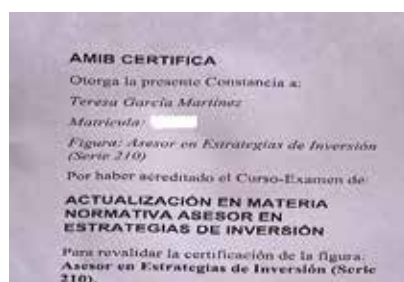 AMIB CERTIFICA
Otorga la presente Constancia a:
Teresa García Martínez
Matrícula:
Figura: Asesor en Estrategias de Inversión
(Serie 210)
Por haber acreditado el Curso-Examen de:
ACTUALIZACIÓN EN MATERIA
NORMATIVA ASESOR EN
ESTRATEGIAS DE INVERSIÓN
Para revalidar la certificación de la figura:
Asesor en Estrategias de Inversión (Serie
210).